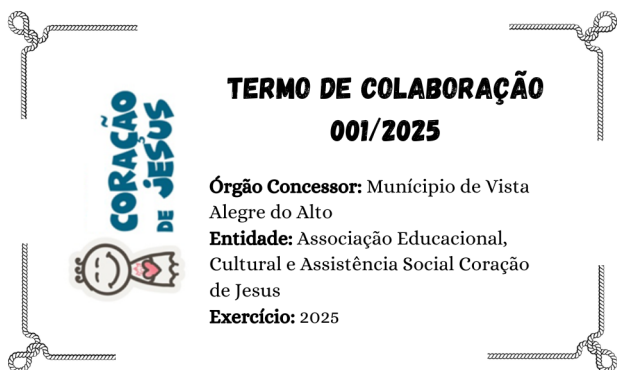 CORAÇÃO
DE JESUS
TERMO DE COLABORAÇÃO
001/2025
Órgão Concessor: Munícipio de Vista
Alegre do Alto
Entidade: Associação Educacional,
Cultural e Assistência Social Coração
de Jesus
Exercício: 2025